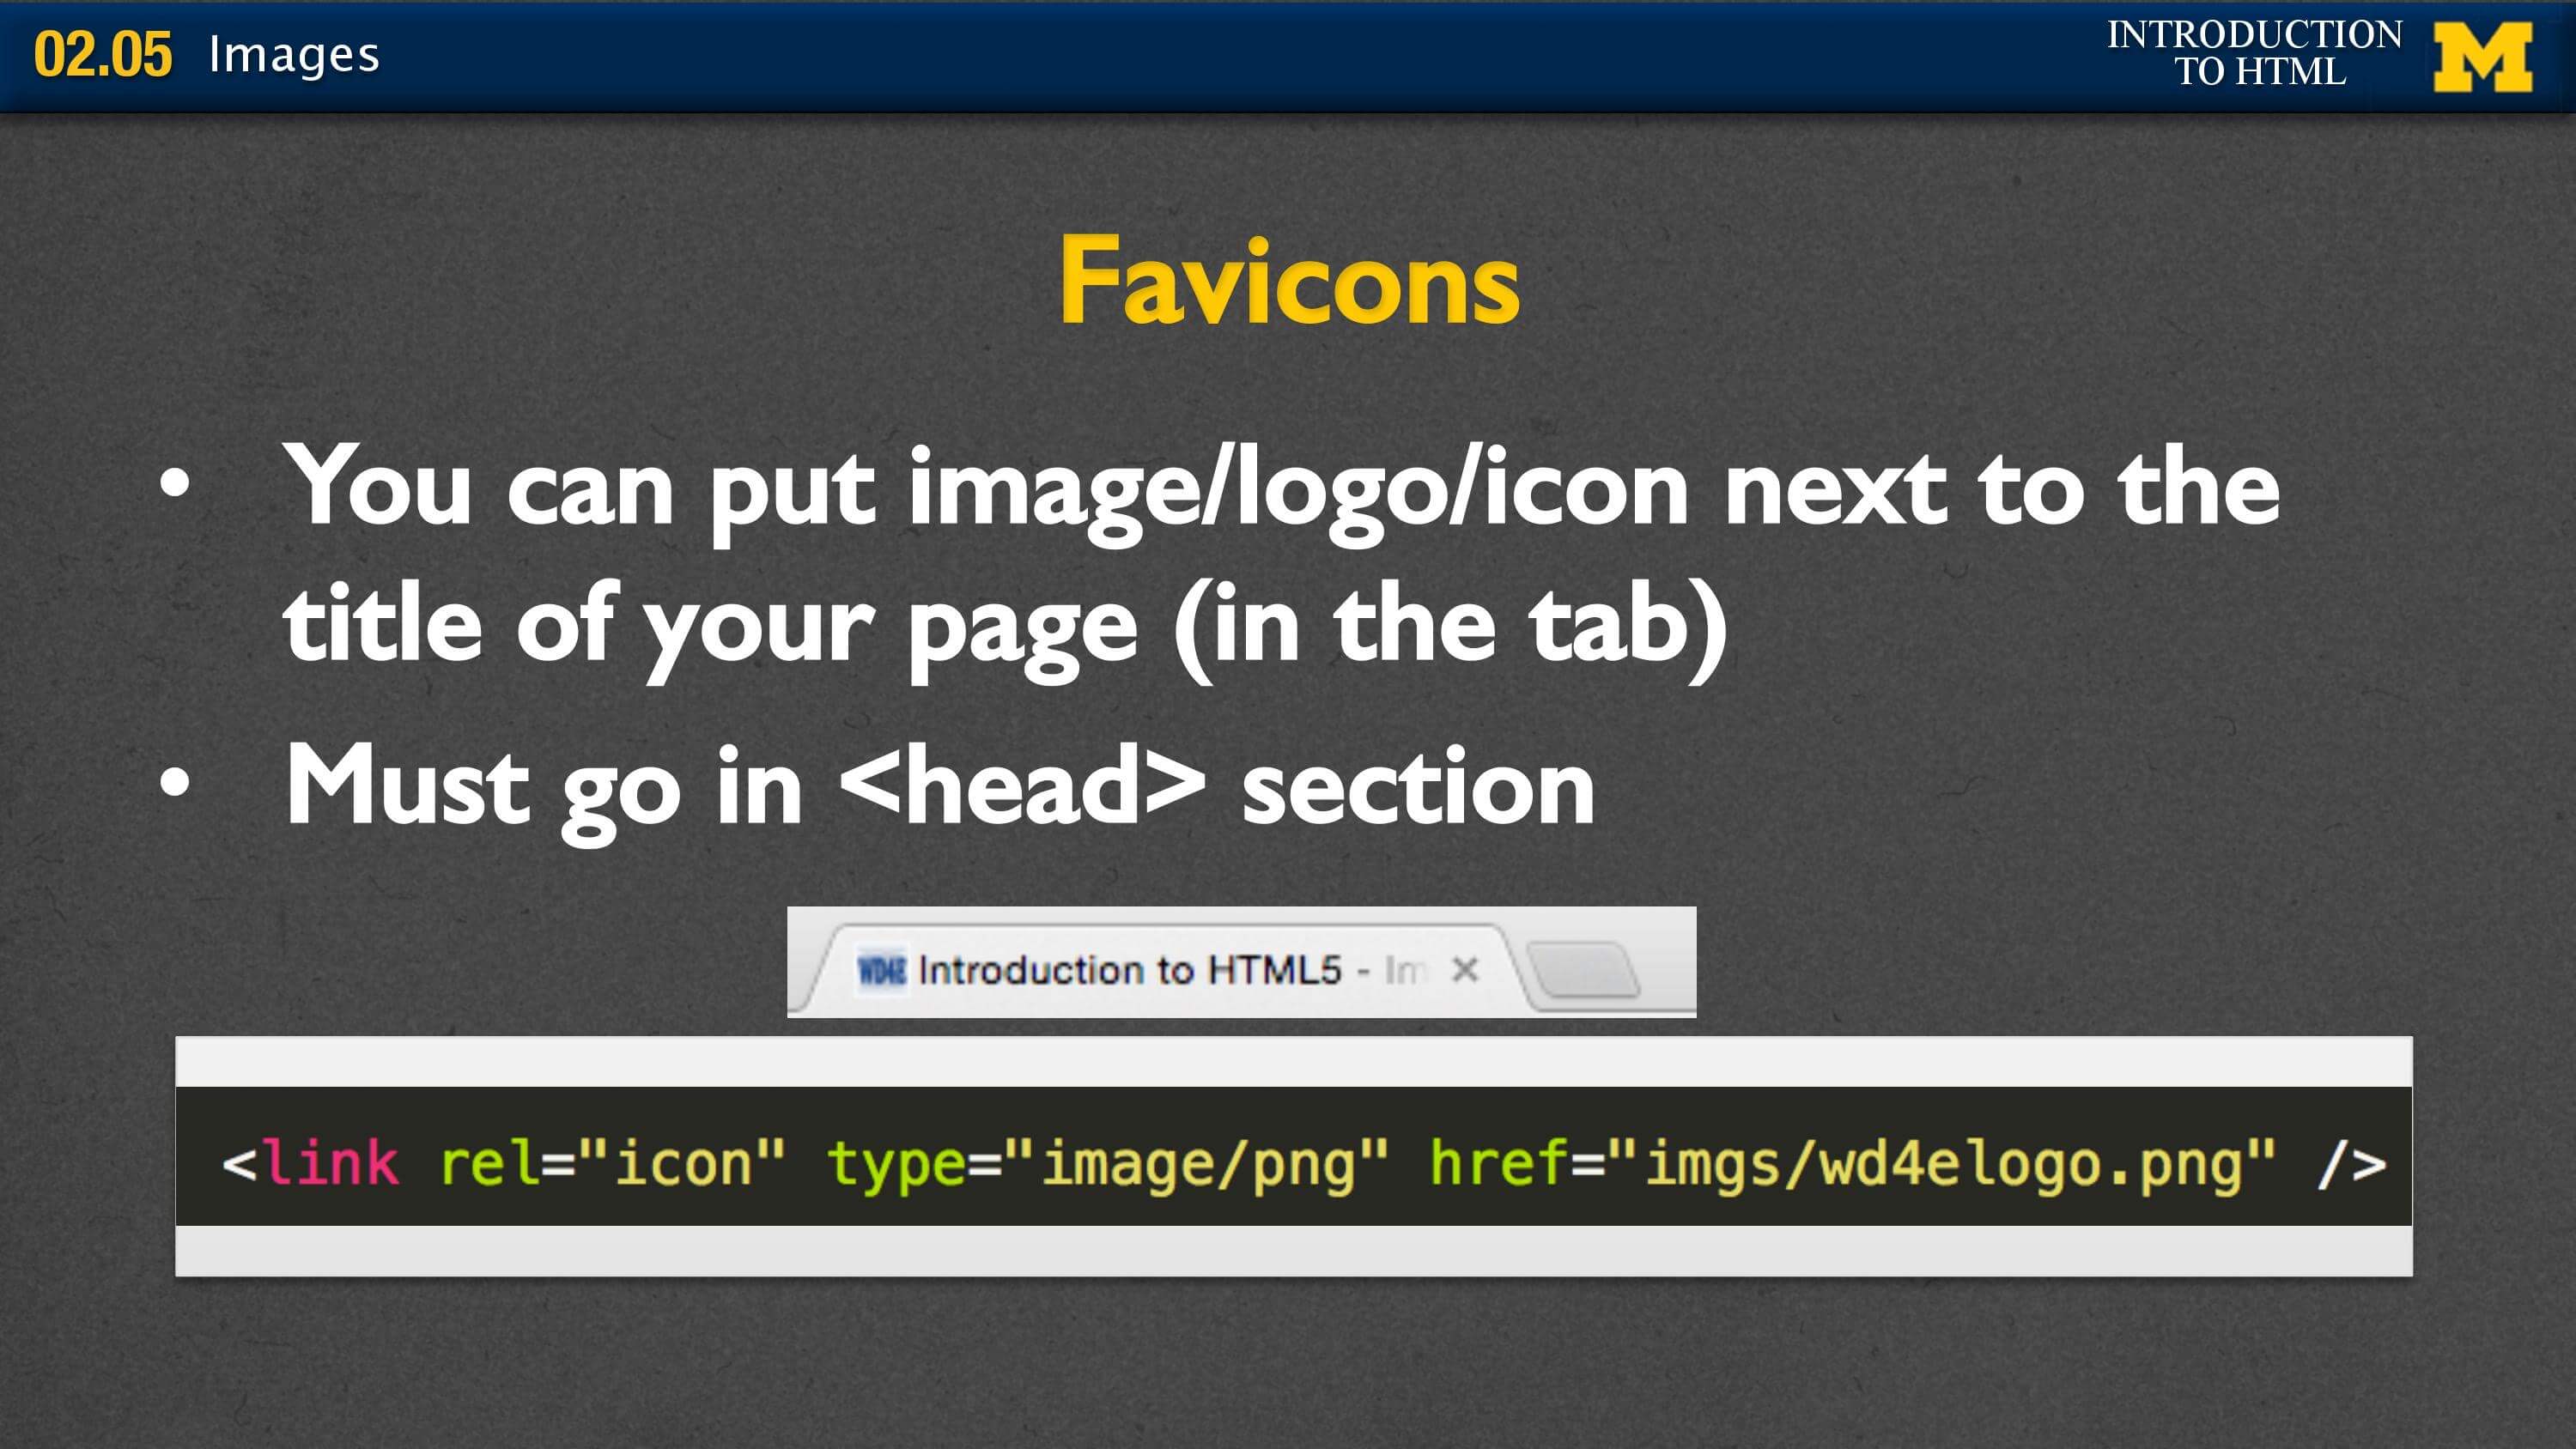 02.05 Images
INTRODUCTION
TO HTML
M
Favicons
• You can put image/logo/icon next to the
title of your page (in the tab)
• Must go in <head> section
WD4E Introduction to HTML5 - Im ×
<link rel="icon" type="image/png" href="imgs/wd4elogo.png" />